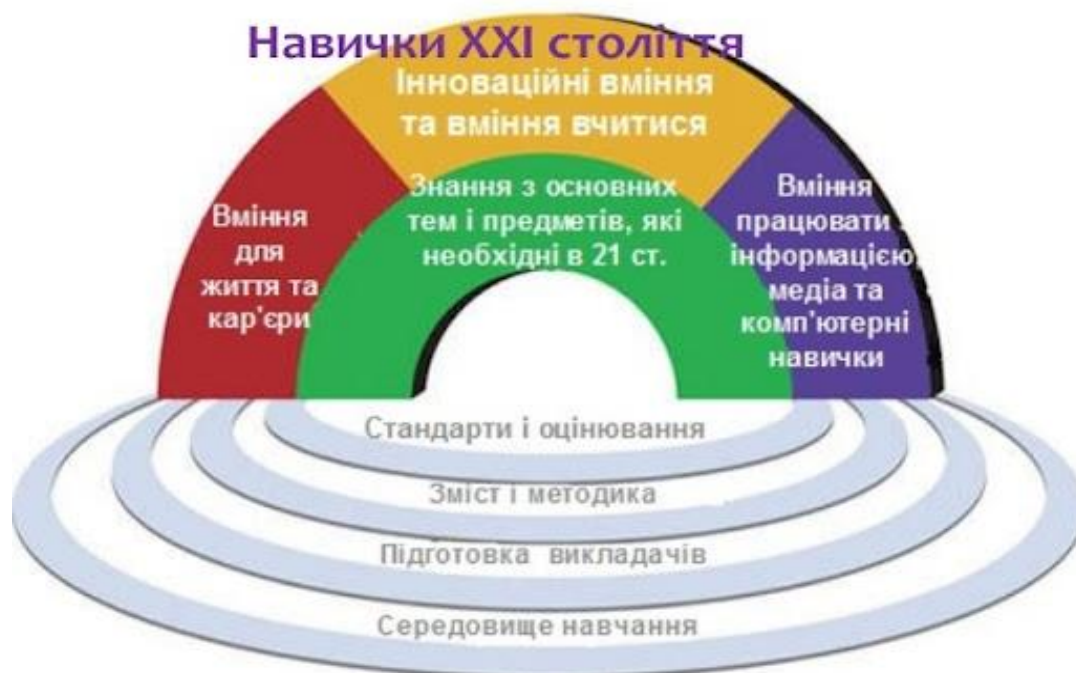 Навички XXI століття
Інноваційні вміння
та вміння вчитися
Вміння
для
життя та
кар'єри
Знання з основних
тем і предметів, які
необхідні в 21 ст.
Вміння
працювати з
інформацією,
медіа та
комп'ютерні
навички
Стандарти і оцінювання
Зміст і методика
Підготовка викладачів
Середовище навчання